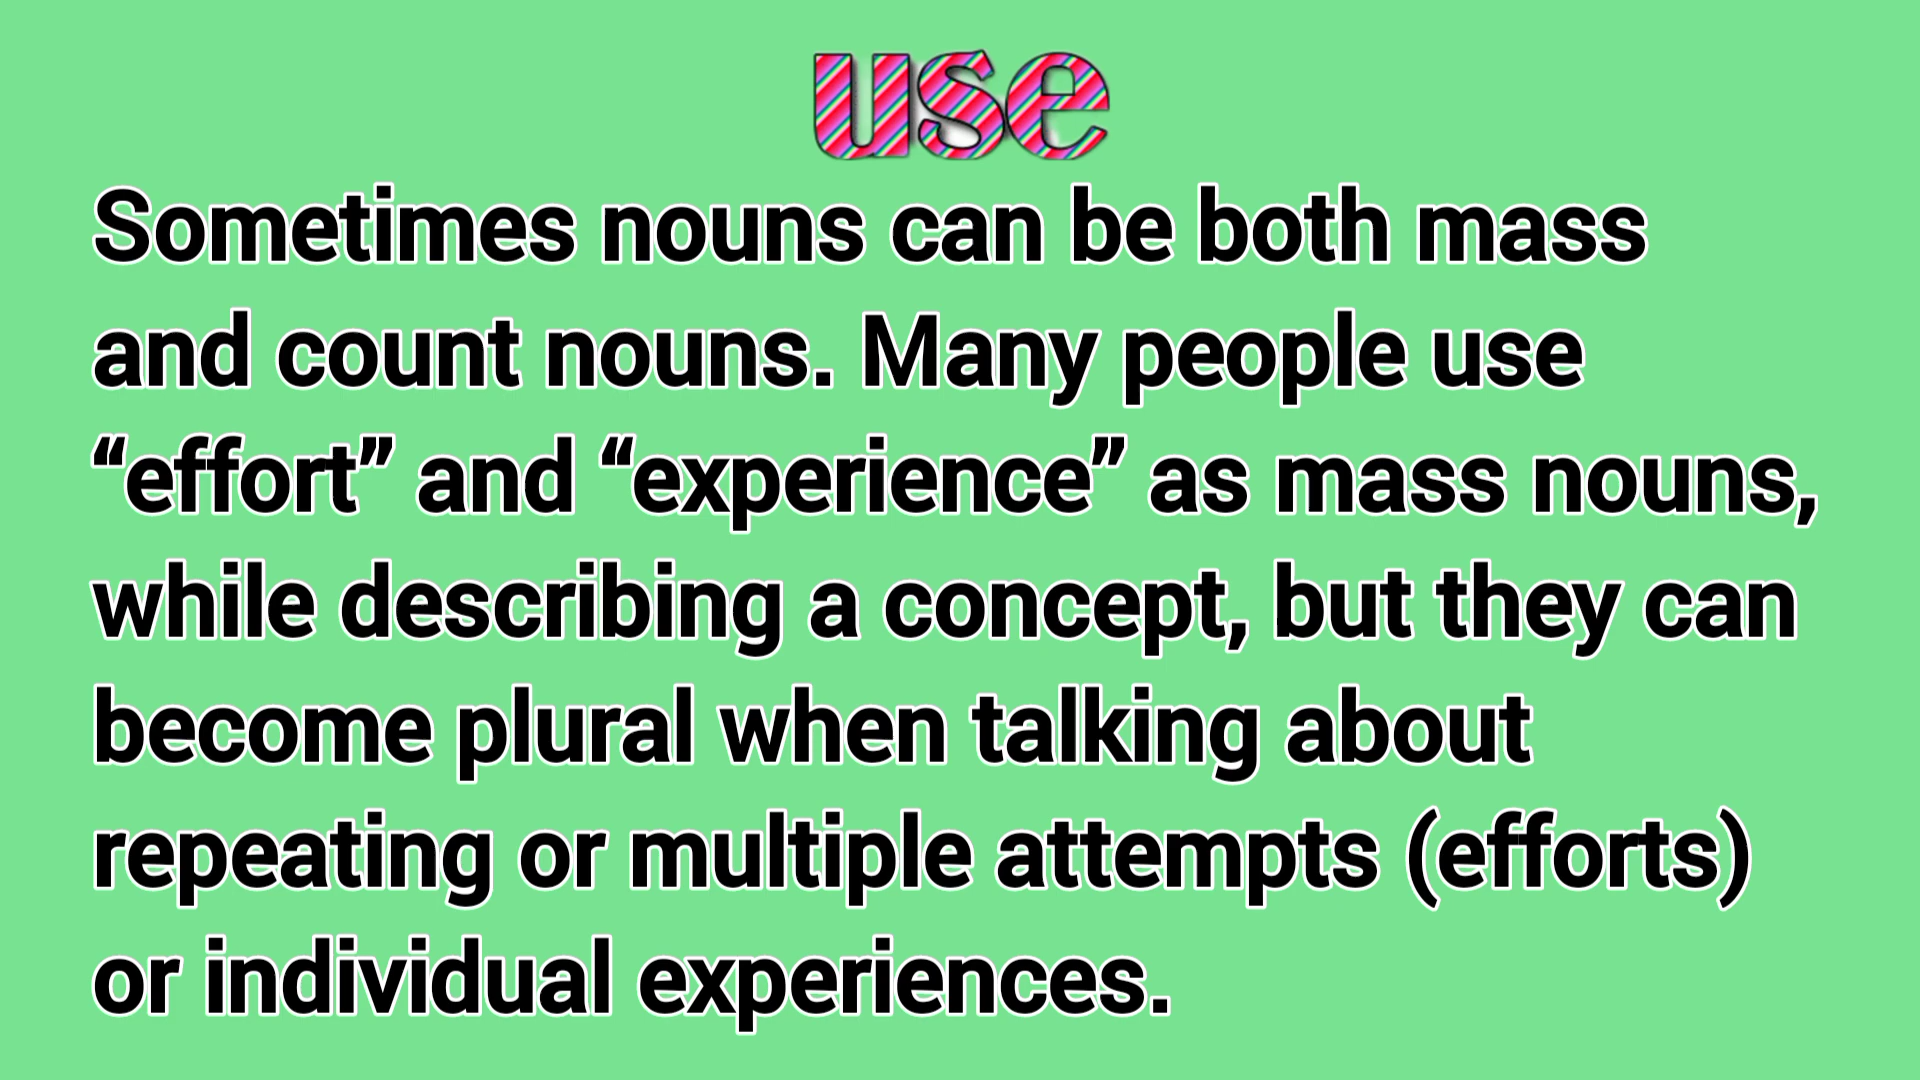 use
Sometimes nouns can be both mass
and count nouns. Many people use
“effort” and “experience” as mass nouns,
while describing a concept, but they can
become plural when talking about
repeating or multiple attempts (efforts)
or individual experiences.